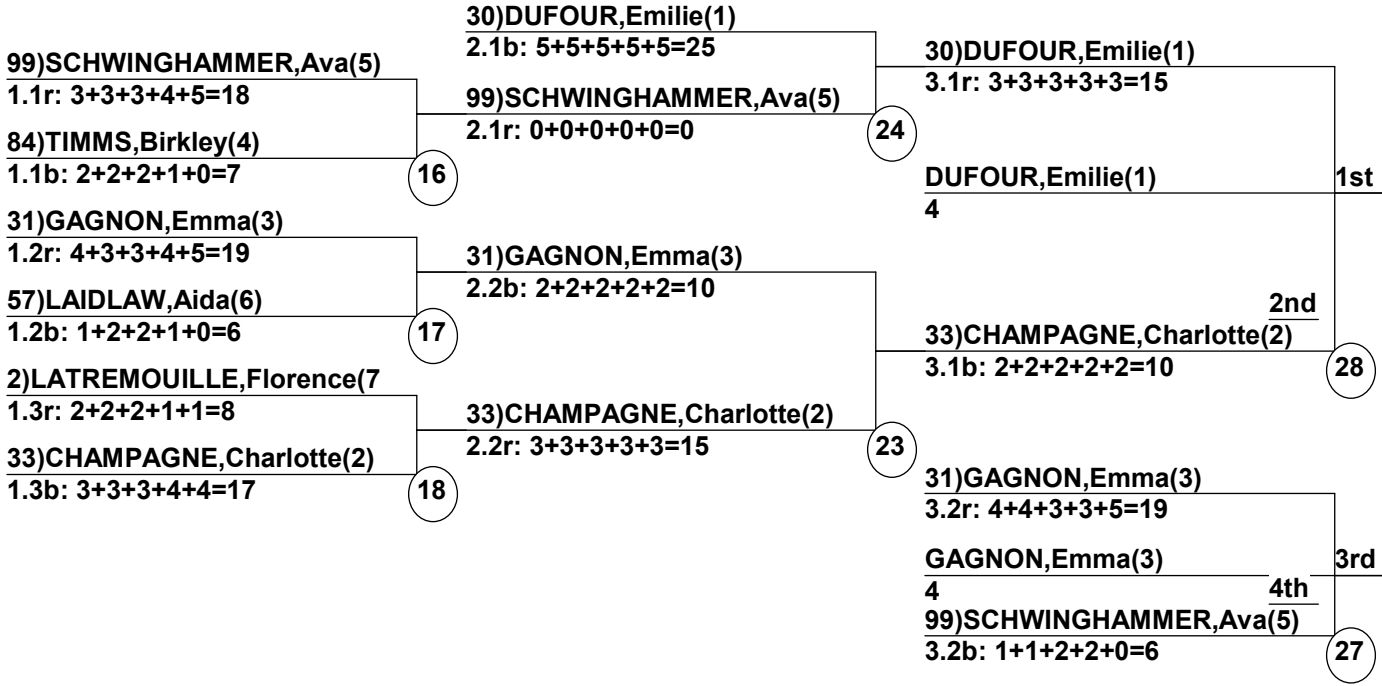 99)SCHWINGHAMMER,Ava(5)
1.1r: 3+3+3+4+5=18
84)TIMMS,Birkley(4)
1.1b: 2+2+2+1+0=7
16
31)GAGNON,Emma(3)
1.2r: 4+3+3+4+5=19
57)LAIDLAW,Aida(6)
1.2b: 1+2+2+1+0=6
17
2)LATREMOUILLE,Florence(7
1.3r: 2+2+2+1+1=8
33)CHAMPAGNE,Charlotte(2)
1.3b: 3+3+3+4+4=17
18
30)DUFOUR,Emilie(1)
2.1b: 5+5+5+5+5=25
99)SCHWINGHAMMER,Ava(5)
2.1r: 0+0+0+0+0=0
24
31)GAGNON,Emma(3)
2.2b: 2+2+2+2+2=10
33)CHAMPAGNE,Charlotte(2)
2.2r: 3+3+3+3+3=15
23
30)DUFOUR,Emilie(1)
3.1r: 3+3+3+3+3=15
DUFOUR,Emilie(1)
1st
4
2nd
33)CHAMPAGNE,Charlotte(2)
3.1b: 2+2+2+2+2=10
28
31)GAGNON,Emma(3)
3.2r: 4+4+3+3+5=19
GAGNON,Emma(3)
3rd
4
4th
99)SCHWINGHAMMER,Ava(5)
3.2b: 1+1+2+2+0=6
27